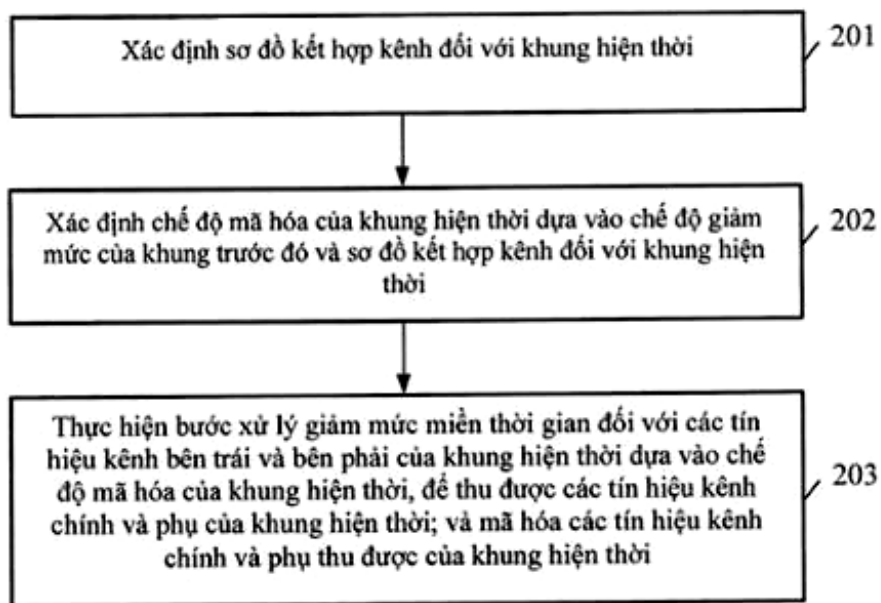 Xác định sơ đồ kết hợp kênh đối với khung hiện thời
201
Xác định chế độ mã hóa của khung hiện thời dựa vào chế độ giảm
mức của khung trước đó và sơ đồ kết hợp kênh đối với khung hiện
thời
202
Thực hiện bước xử lý giảm mức miền thời gian đối với các tín
hiệu kênh bên trái và bên phải của khung hiện thời dựa vào chế
độ mã hóa của khung hiện thời, để thu được các tín hiệu kênh
chính và phụ của khung hiện thời; và mã hóa các tín hiệu kênh
chính và phụ thu được của khung hiện thời
203